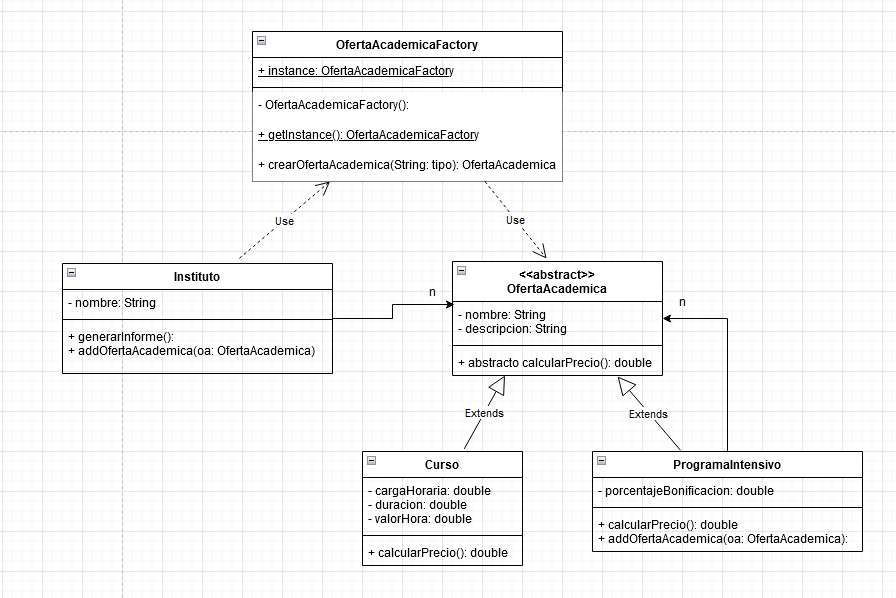 OfertaAcademicaFactory
+ instance: OfertaAcademicaFactory
- OfertaAcademicaFactory():
+ getInstance(): OfertaAcademicaFactory
+ crearOfertaAcademica(String: tipo): OfertaAcademica
Use
Use
Instituto
- nombre: String
+ generarInforme():
+ addOfertaAcademica(oa: OfertaAcademica)
n
<<abstract>>
OfertaAcademica
- nombre: String
- descripcion: String
+ abstracto calcularPrecio(): double
n
Extends
Extends
Curso
- cargaHoraria: double
- duracion: double
- valorHora: double
+ calcularPrecio(): double
ProgramaIntensivo
- porcentajeBonificacion: double
+ calcularPrecio(): double
+ addOfertaAcademica(oa: OfertaAcademica):